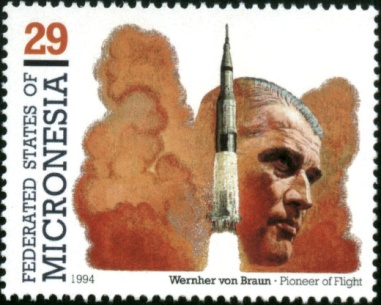 29
FEDERATED STATES OF
MICRONESIA
1994
Wernher von Braun · Pioneer of Flight